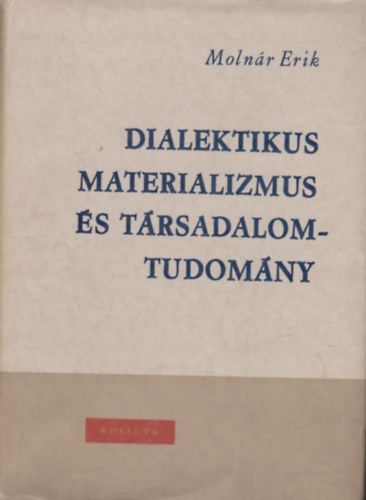 Molnár Erik
DIALEKTIKUS
MATERIALIZMUS
ÉS TÁRSADALOM-
TUDOMÁNY
KOSSUTH